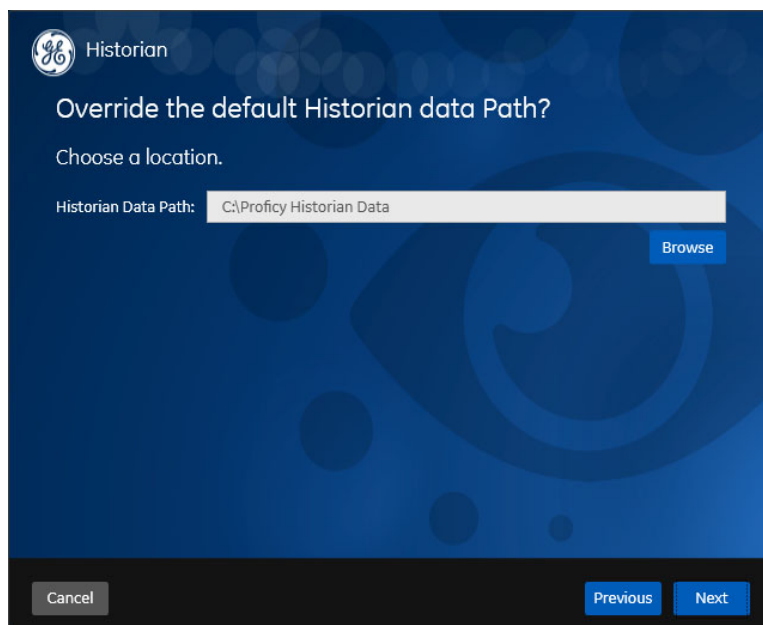 Historian
Override the default Historian data Path?
Choose a location.
Historian Data Path: C:\Proficy Historian Data
Browse
Cancel Previous Next